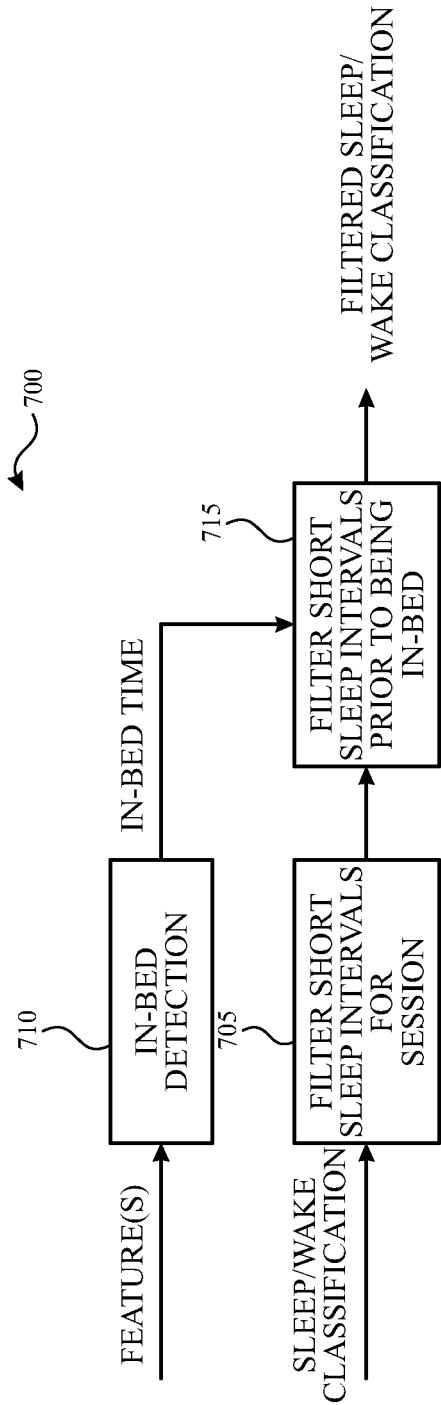 700
FEATURE(S)
710
IN-BED
DETECTION
IN-BED TIME
SLEEP/WAKE
CLASSIFICATION
705
FILTER SHORT
SLEEP INTERVALS
FOR
SESSION
715
FILTER SHORT
SLEEP INTERVALS
PRIOR TO BEING
IN-BED
FILTERED SLEEP/
WAKE CLASSIFICATION